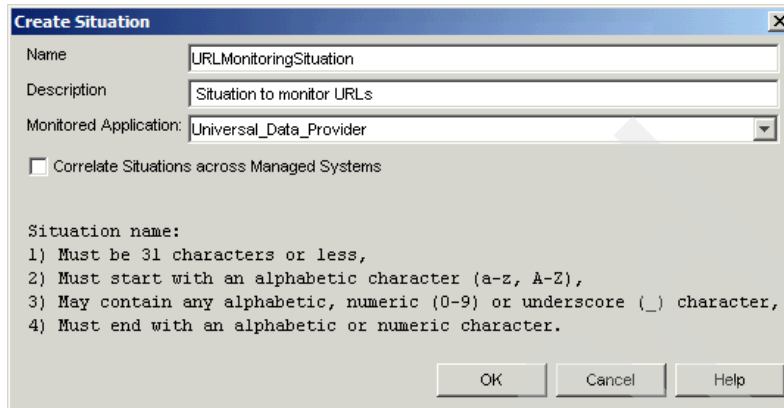 Create Situation
Name URLMonitoringSituation
Description Situation to monitor URLs
Monitored Application: Universal_Data_Provider
Correlate Situations across Managed Systems
Situation name:
1) Must be 31 characters or less,
2) Must start with an alphabetic character (a-z, A-Z),
3) May contain any alphabetic, numeric (0-9) or underscore (_) character,
4) Must end with an alphabetic or numeric character.
OK Cancel Help